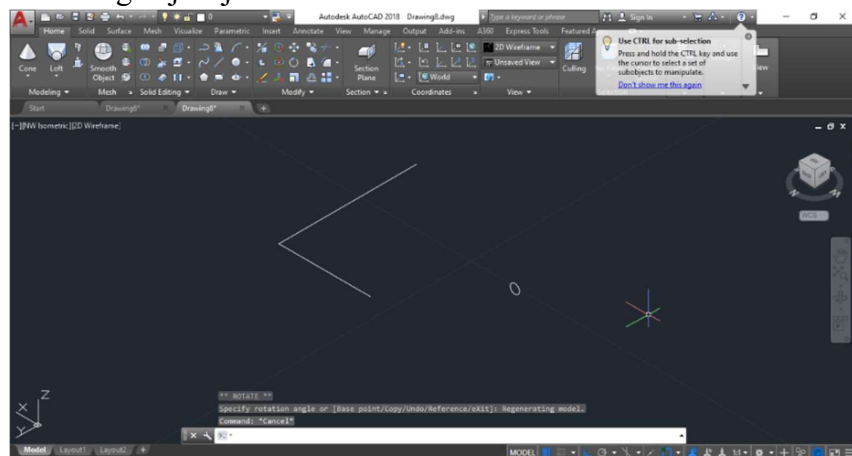 Autodesk AutoCAD 2018 Drawing8.dwg Type a keyword or phrase Sign In
Home Solid Surface Mesh Visualize Parametric Insert Annotate View Manage Output Add-ins A360 Express Tools Featured
Use CTRL for sub-selection
Press and hold the CTRL key and use
the cursor to select a set of
subobjects to manipulate.
Don't show me this again
2D Wireframe
Unsaved View
World
Cone Loft Smooth
Object
Section
Plane
Culling
Modeling Mesh Solid Editing Draw Modify Section Coordinates View
Start Drawing6* Drawing8*
[-][NW Isometric][2D Wireframe]
WCS
Z
X
Y
** ROTATE **
Specify rotation angle or [Base point/Copy/Undo/Reference/eXit]: Regenerating model.
Command: *Cancel*
Model Layout1 Layout2 +
MODEL 1:1